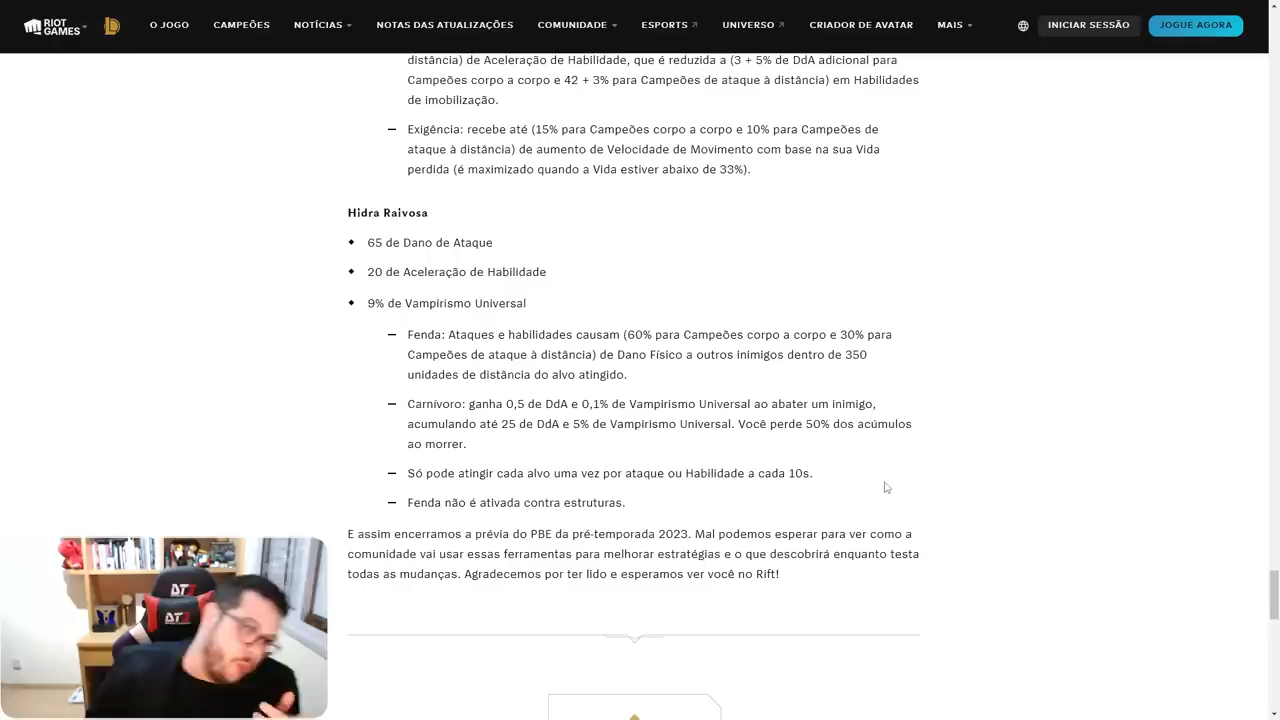 RIOT GAMES
O JOGO CAMPEÕES NOTÍCIAS NOTAS DAS ATUALIZAÇÕES COMUNIDADE ESPORTS UNIVERSO CRIADOR DE AVATAR MAIS INICIAR SESSÃO JOGUE AGORA
distância) de Aceleração de Habilidade, que é reduzida a (3 + 5% de DdA adicional para
Campeões corpo a corpo e 42 + 3% para Campeões de ataque à distância) em Habilidades
de imobilização.
Exigência: recebe até (15% para Campeões corpo a corpo e 10% para Campeões de
ataque à distância) de aumento de Velocidade de Movimento com base na sua Vida
perdida (é maximizado quando a Vida estiver abaixo de 33%).
Hidra Raivosa
65 de Dano de Ataque
20 de Aceleração de Habilidade
9% de Vampirismo Universal
Fenda: Ataques e habilidades causam (60% para Campeões corpo a corpo e 30% para
Campeões de ataque à distância) de Dano Físico a outros inimigos dentro de 350
unidades de distância do alvo atingido.
Carnívoro: ganha 0,5 de DdA e 0,1% de Vampirismo Universal ao abater um inimigo,
acumulando até 25 de DdA e 5% de Vampirismo Universal. Você perde 50% dos acúmulos
ao morrer.
Só pode atingir cada alvo uma vez por ataque ou Habilidade a cada 10s.
Fenda não é ativada contra estruturas.
E assim encerramos a prévia do PBE da pré-temporada 2023. Mal podemos esperar para ver como a
comunidade vai usar essas ferramentas para melhorar estratégias e o que descobrirá enquanto testa
todas as mudanças. Agradecemos por ter lido e esperamos ver você no Rift!
DT3
DT3